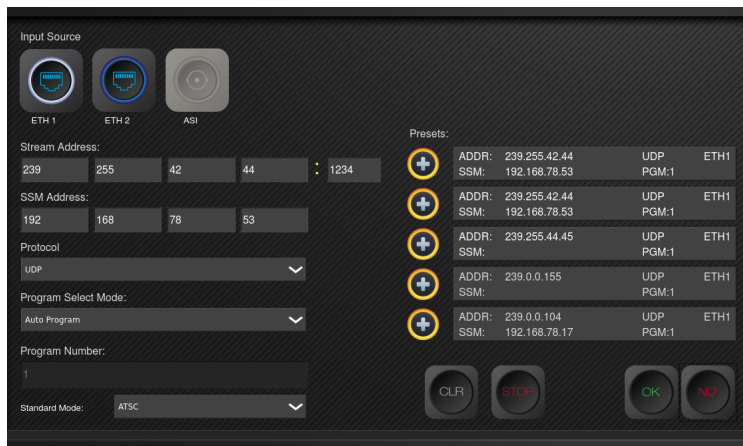 Input Source
ETH 1 ETH 2 ASI
Stream Address:
239 255 42 44 : 1234
SSM Address:
192 168 78 53
Protocol
UDP
Program Select Mode:
Auto Program
Program Number:
1
Standard Mode: ATSC
Presets:
ADDR: 239.255.42.44 UDP ETH1
SSM: 192.168.78.53 PGM:1
ADDR: 239.255.42.44 UDP ETH1
SSM: 192.168.78.53 PGM:1
ADDR: 239.255.44.45 UDP ETH1
SSM: PGM:1
ADDR: 239.0.0.155 UDP ETH1
SSM: PGM:1
ADDR: 239.0.0.104 UDP ETH1
SSM: 192.168.78.17 PGM:1
CLR STOP OK NO